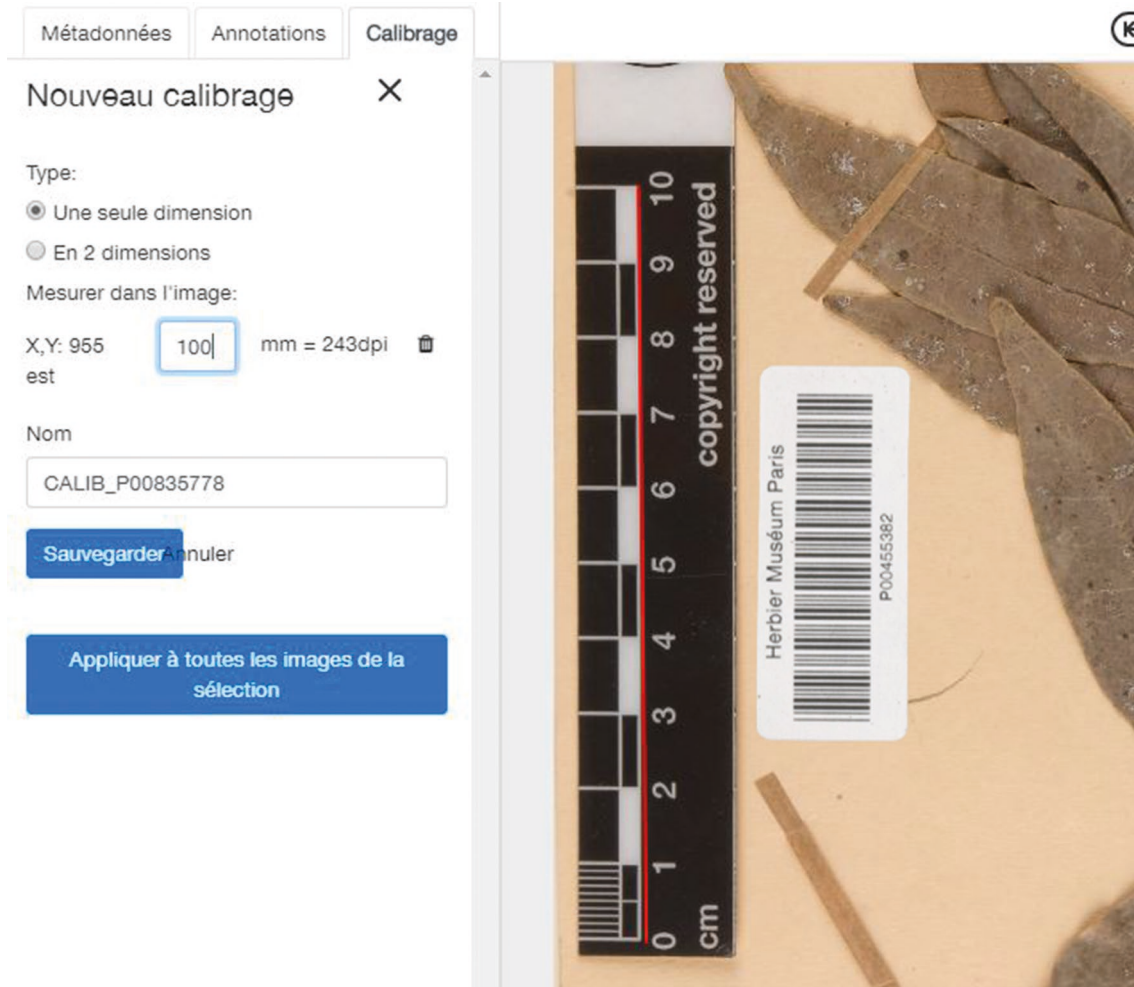 Métadonnées
Annotations
Calibrage
Nouveau calibrage
Type:
Une seule dimension
En 2 dimensions
Mesurer dans l'image:
X,Y: 955 100 mm = 243dpi
est
Nom
CALIB_P00835778
Sauvegarder Annuler
Appliquer à toutes les images de la
sélection
10
9
8
7
6
5
4
3
2
1
0
cm
copyright reserved
Herbier Muséum Paris
P00455382